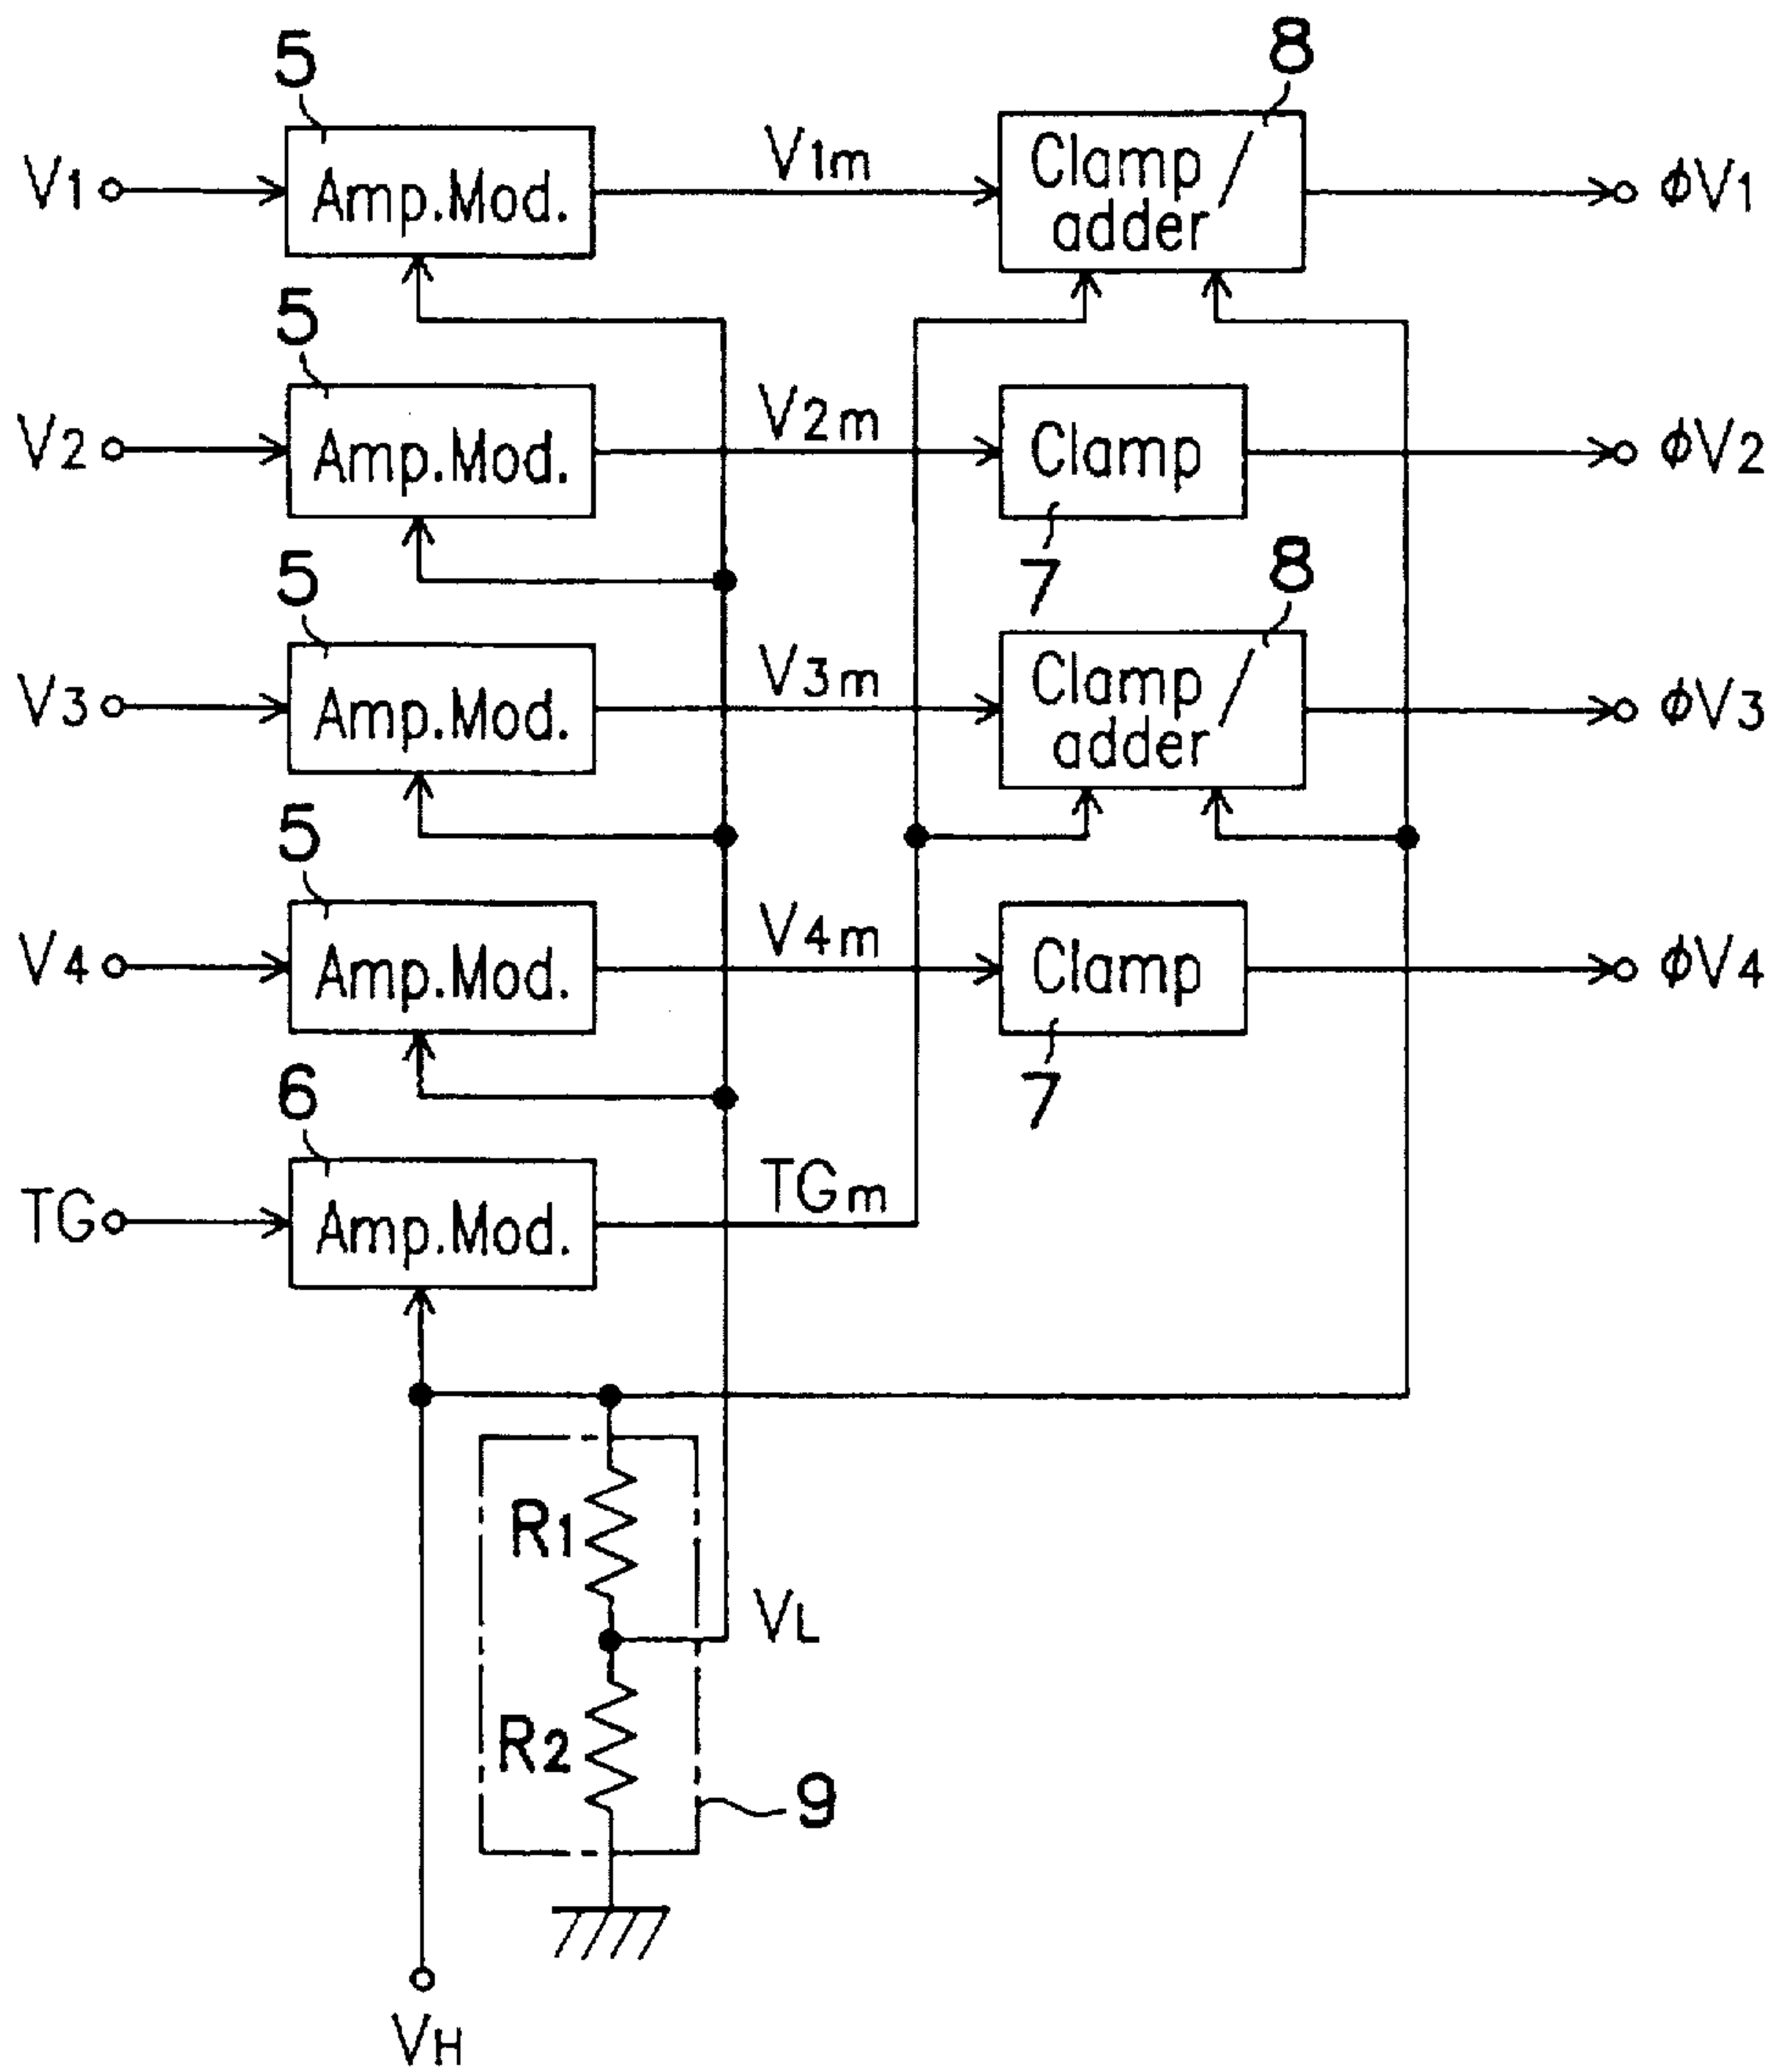 5
8
V1
Amp.Mod.
V1m
Clamp/
adder
ϕV1
5
V2
Amp.Mod.
V2m
Clamp
ϕV2
7
5
8
V3
Amp.Mod.
V3m
Clamp/
adder
ϕV3
5
V4
Amp.Mod.
V4m
Clamp
ϕV4
7
6
TG
Amp.Mod.
TGm
R1
VL
R2
9
VH